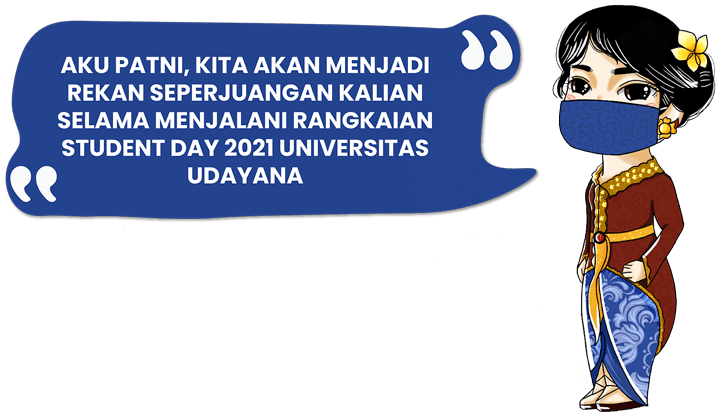 AKU PATNI, KITA AKAN MENJADI
REKAN SEPERJUANGAN KALIAN
SELAMA MENJALANI RANGKAIAN
STUDENT DAY 2021 UNIVERSITAS
UDAYANA